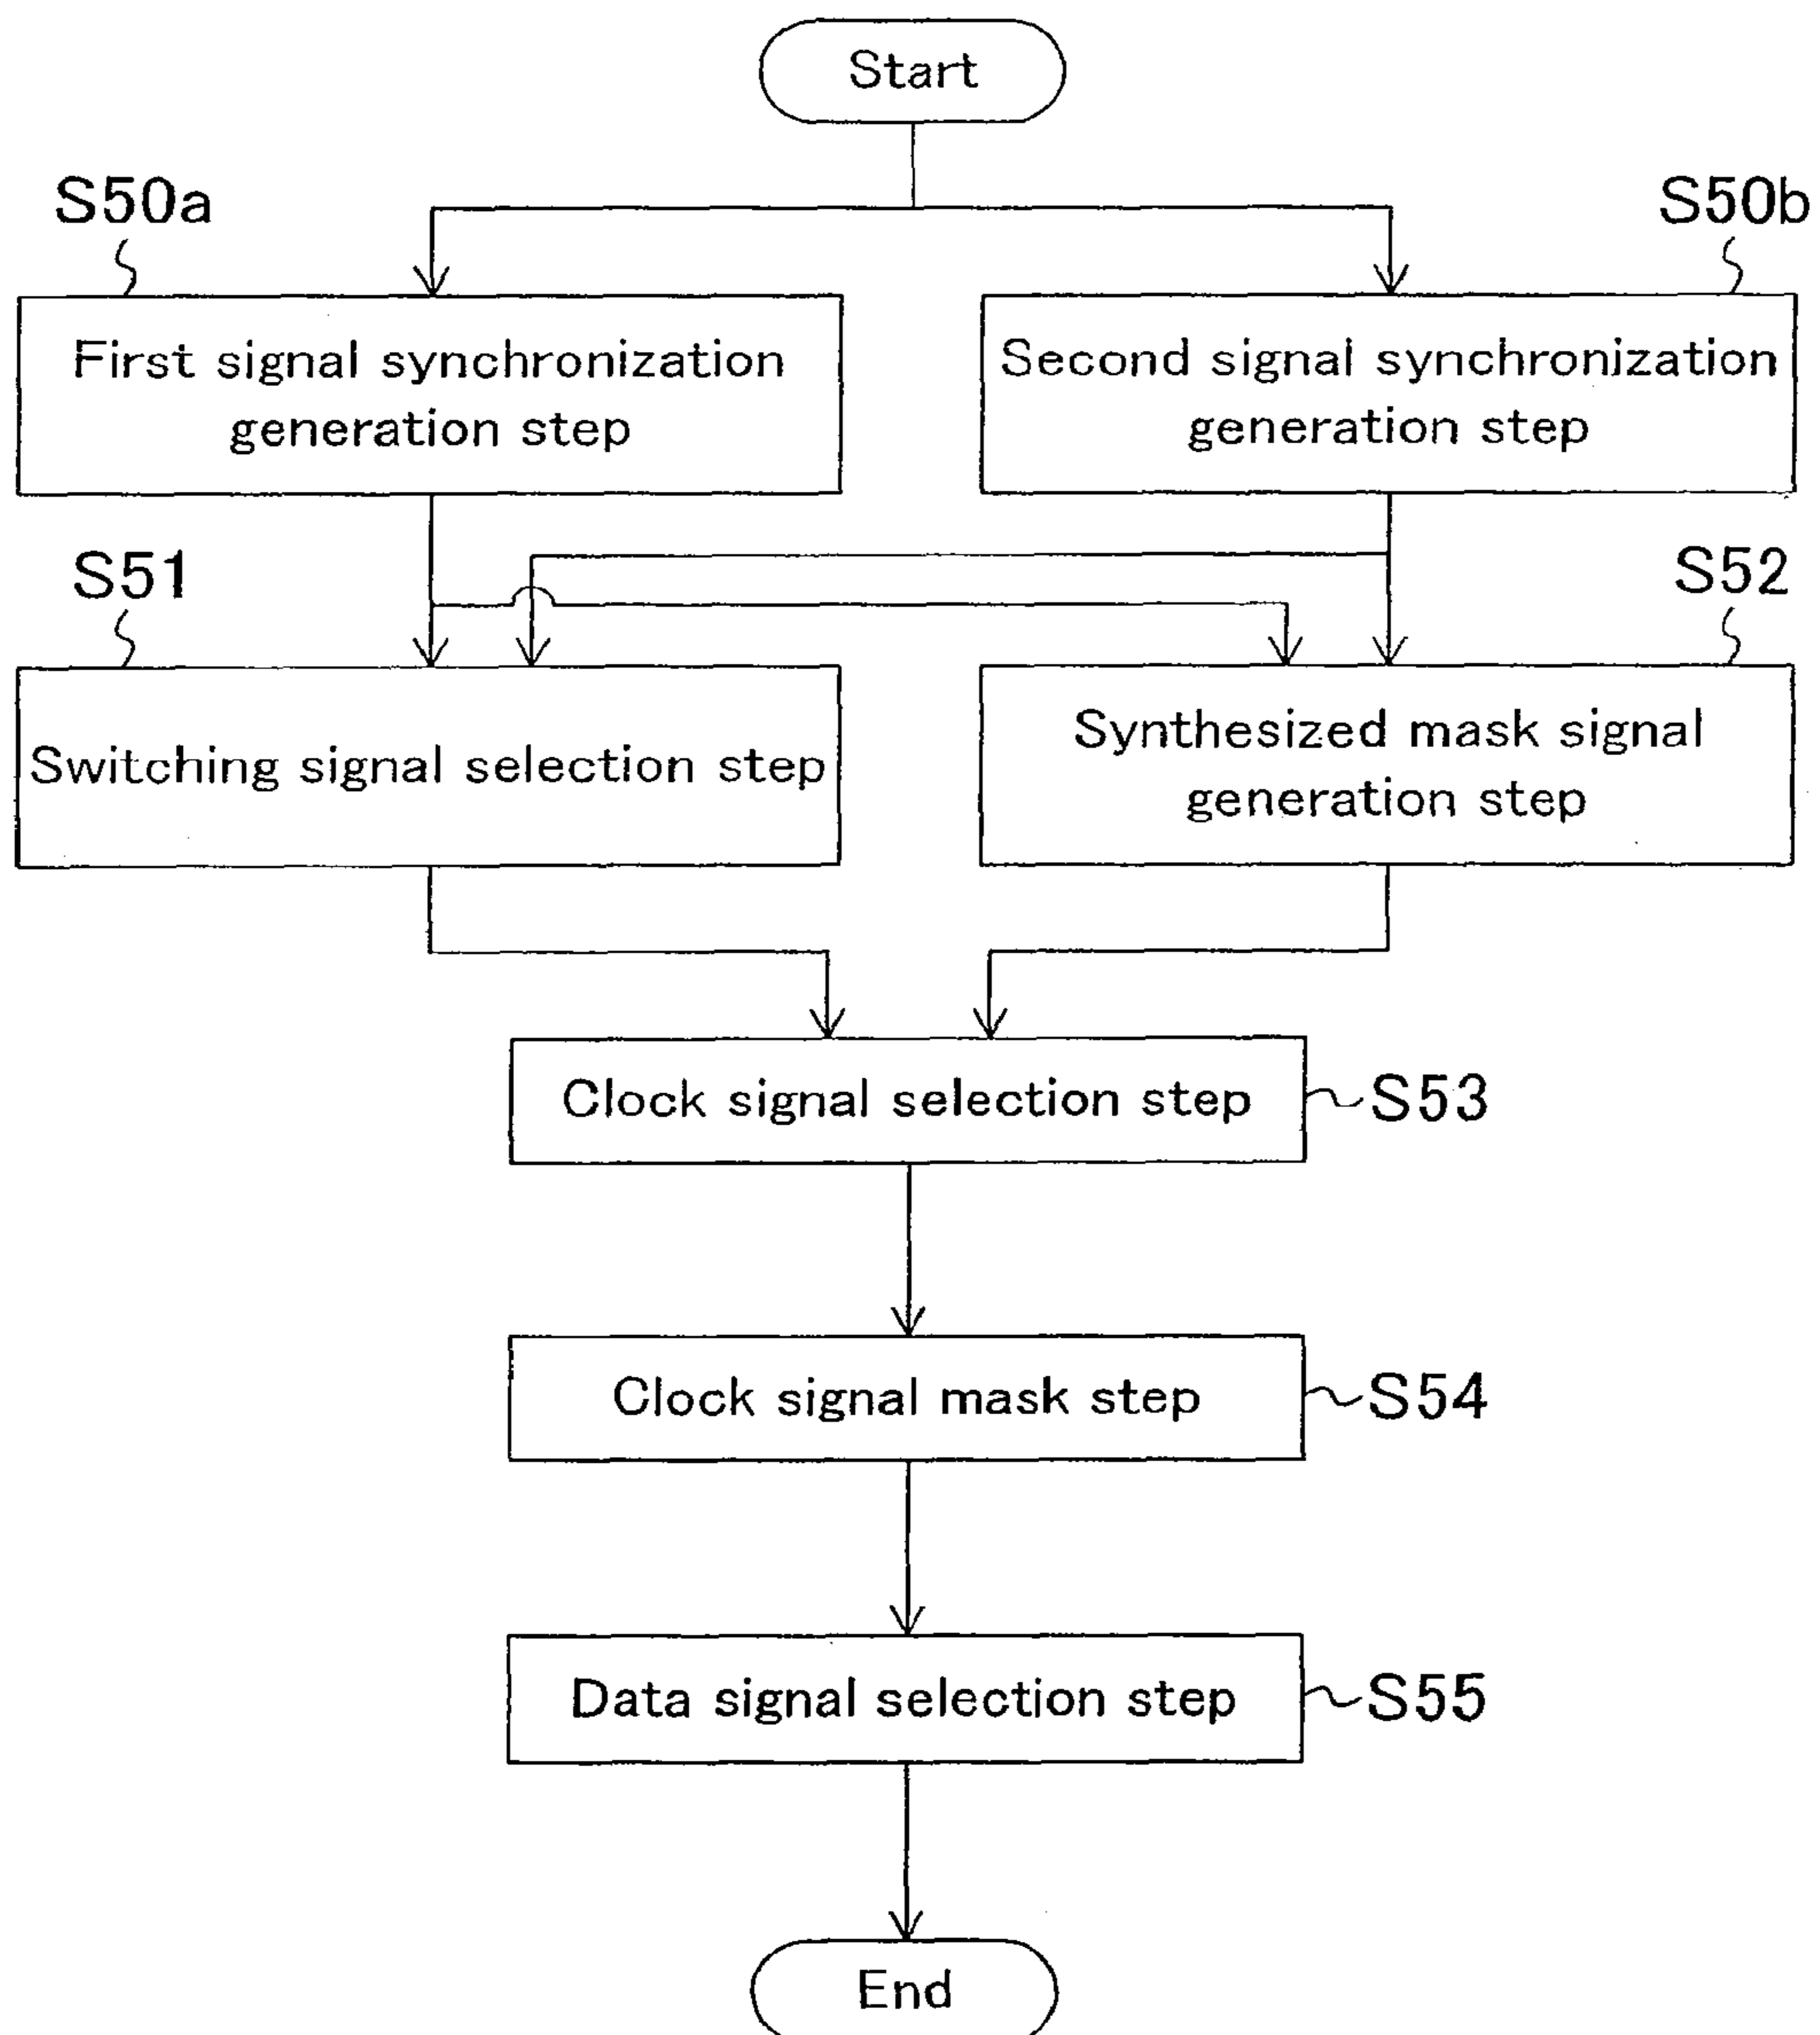 Start
S50a
S50b
First signal synchronization
generation step
Second signal synchronization
generation step
S51
S52
Switching signal selection step
Synthesized mask signal
generation step
Clock signal selection step
S53
Clock signal mask step
S54
Data signal selection step
S55
End